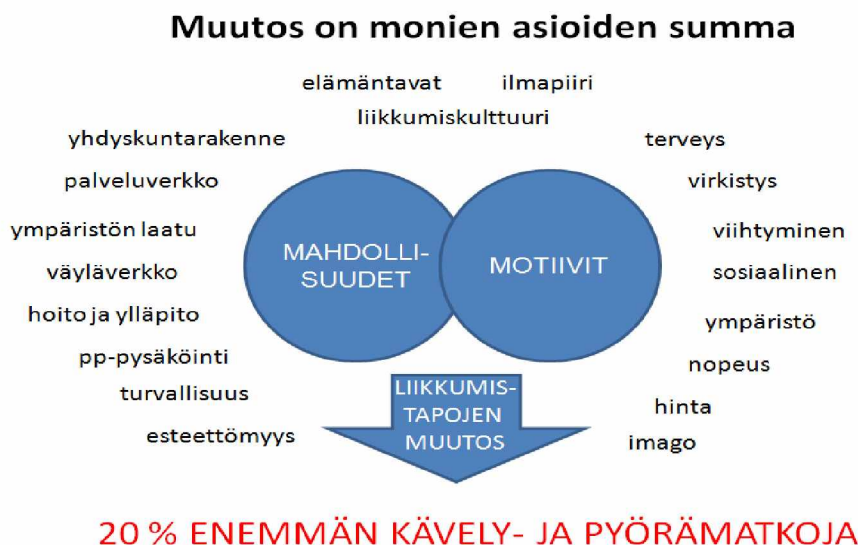 Muutos on monien asioiden summa
elämäntavat
ilmapiiri
liikkumiskulttuuri
yhdyskuntarakenne
palveluverkko
ympäristön laatu
väyläverkko
hoito ja ylläpito
pp-pysäköinti
turvallisuus
esteettömyys
MAHDOLLI-
SUUDET
MOTIIVIT
terveys
virkistys
viihtyminen
sosiaalinen
ympäristö
nopeus
hinta
imago
LIIKKUMIS-
TAPOJEN
MUUTOS
20 % ENEMMÄN KÄVELY- JA PYÖRÄMATKOJA